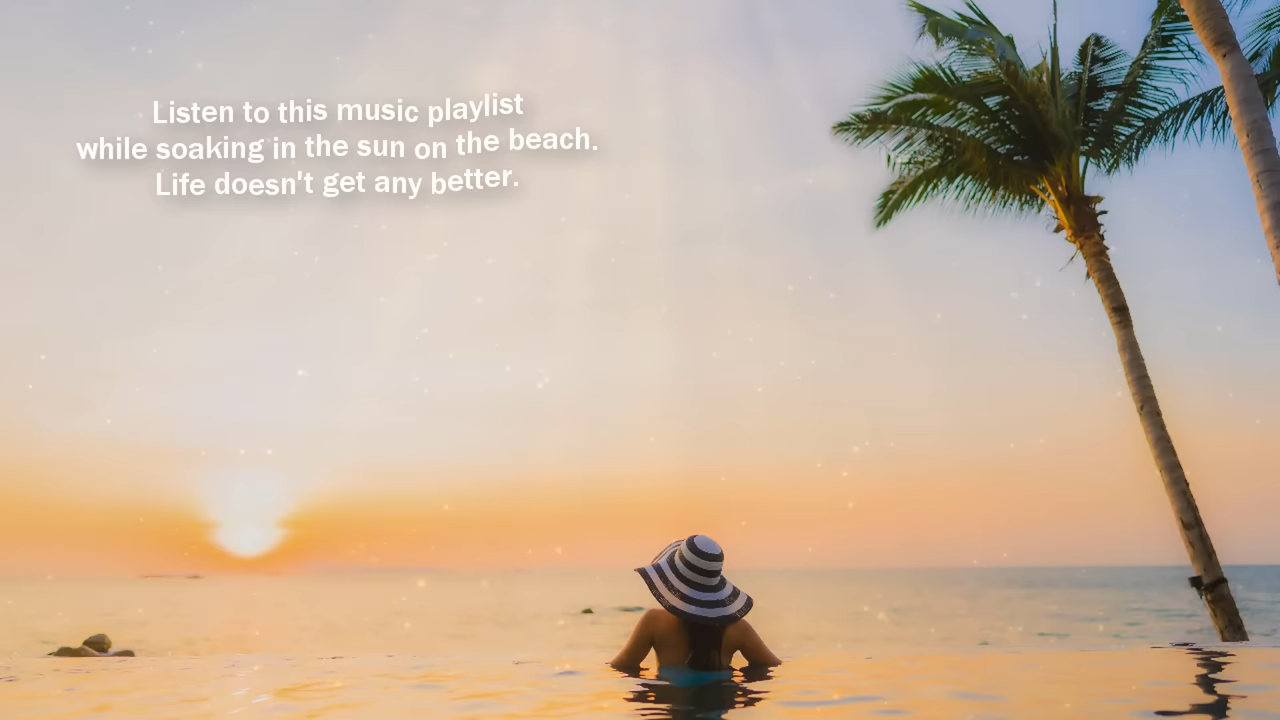 Listen to this music playlist
while soaking in the sun on the beach.
Life doesn't get any better.